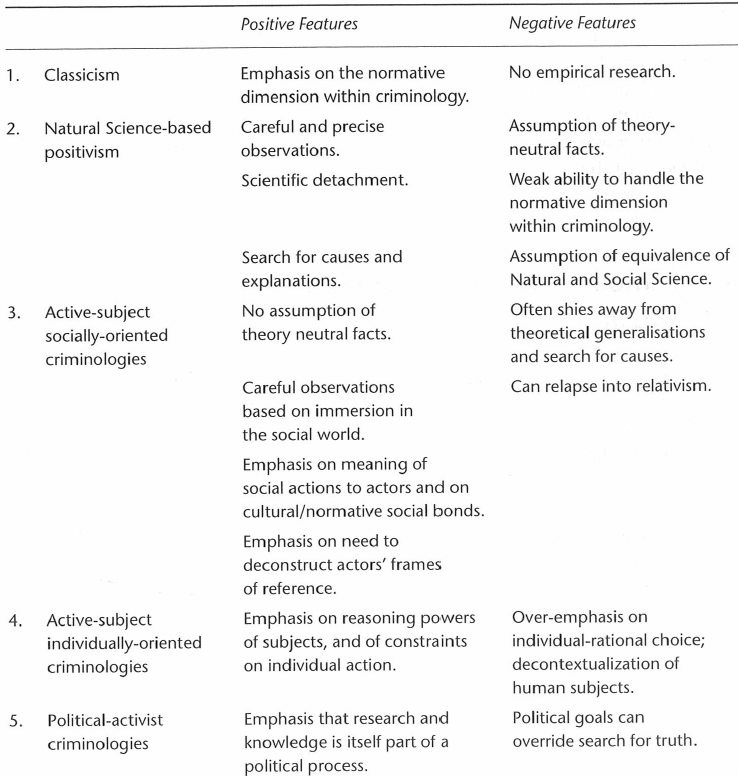 Positive Features Negative Features
1. Classicism Emphasis on the normative No empirical research.
dimension within criminology.
2. Natural Science-based Careful and precise Assumption of theory-
positivism observations. neutral facts.
Scientific detachment. Weak ability to handle the
normative dimension
within criminology.
Search for causes and Assumption of equivalence of
explanations. Natural and Social Science.
3. Active-subject No assumption of Often shies away from
socially-oriented theory neutral facts. theoretical generalisations
criminologies and search for causes.
Careful observations Can relapse into relativism.
based on immersion in
the social world.
Emphasis on meaning of
social actions to actors and on
cultural/normative social bonds.
Emphasis on need to
deconstruct actors' frames
of reference.
4. Active-subject Emphasis on reasoning powers Over-emphasis on
individually-oriented of subjects, and of constraints individual-rational choice;
criminologies on individual action. decontextualization of
human subjects.
5. Political-activist Emphasis that research and Political goals can
criminologies knowledge is itself part of a override search for truth.
political process.